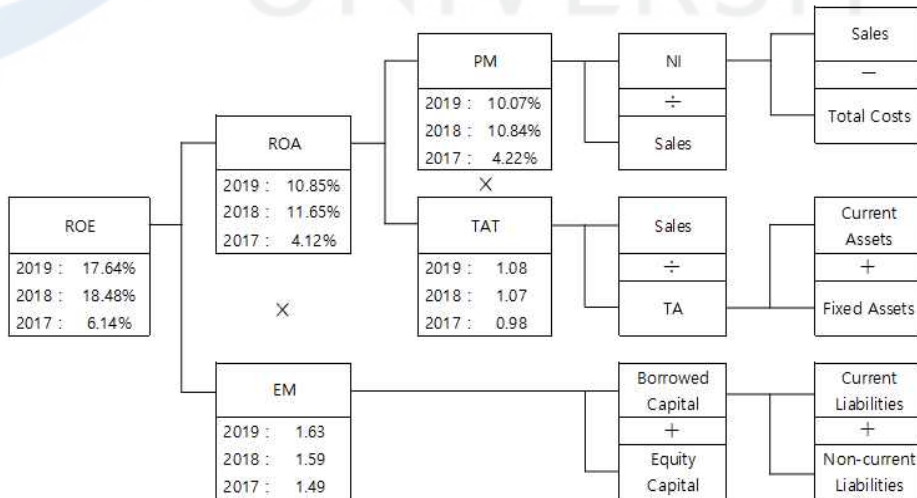 UNIVERSITY
ROE
2019 : 17.64%
2018 : 18.48%
2017 : 6.14%
ROA
2019 : 10.85%
2018 : 11.65%
2017 : 4.12%
×
EM
2019 : 1.63
2018 : 1.59
2017 : 1.49
PM
2019 : 10.07%
2018 : 10.84%
2017 : 4.22%
×
TAT
2019 : 1.08
2018 : 1.07
2017 : 0.98
NI
÷
Sales
Sales
÷
TA
Borrowed
Capital
+
Equity
Capital
Sales
−
Total Costs
Current
Assets
+
Fixed Assets
Current
Liabilities
+
Non-current
Liabilities